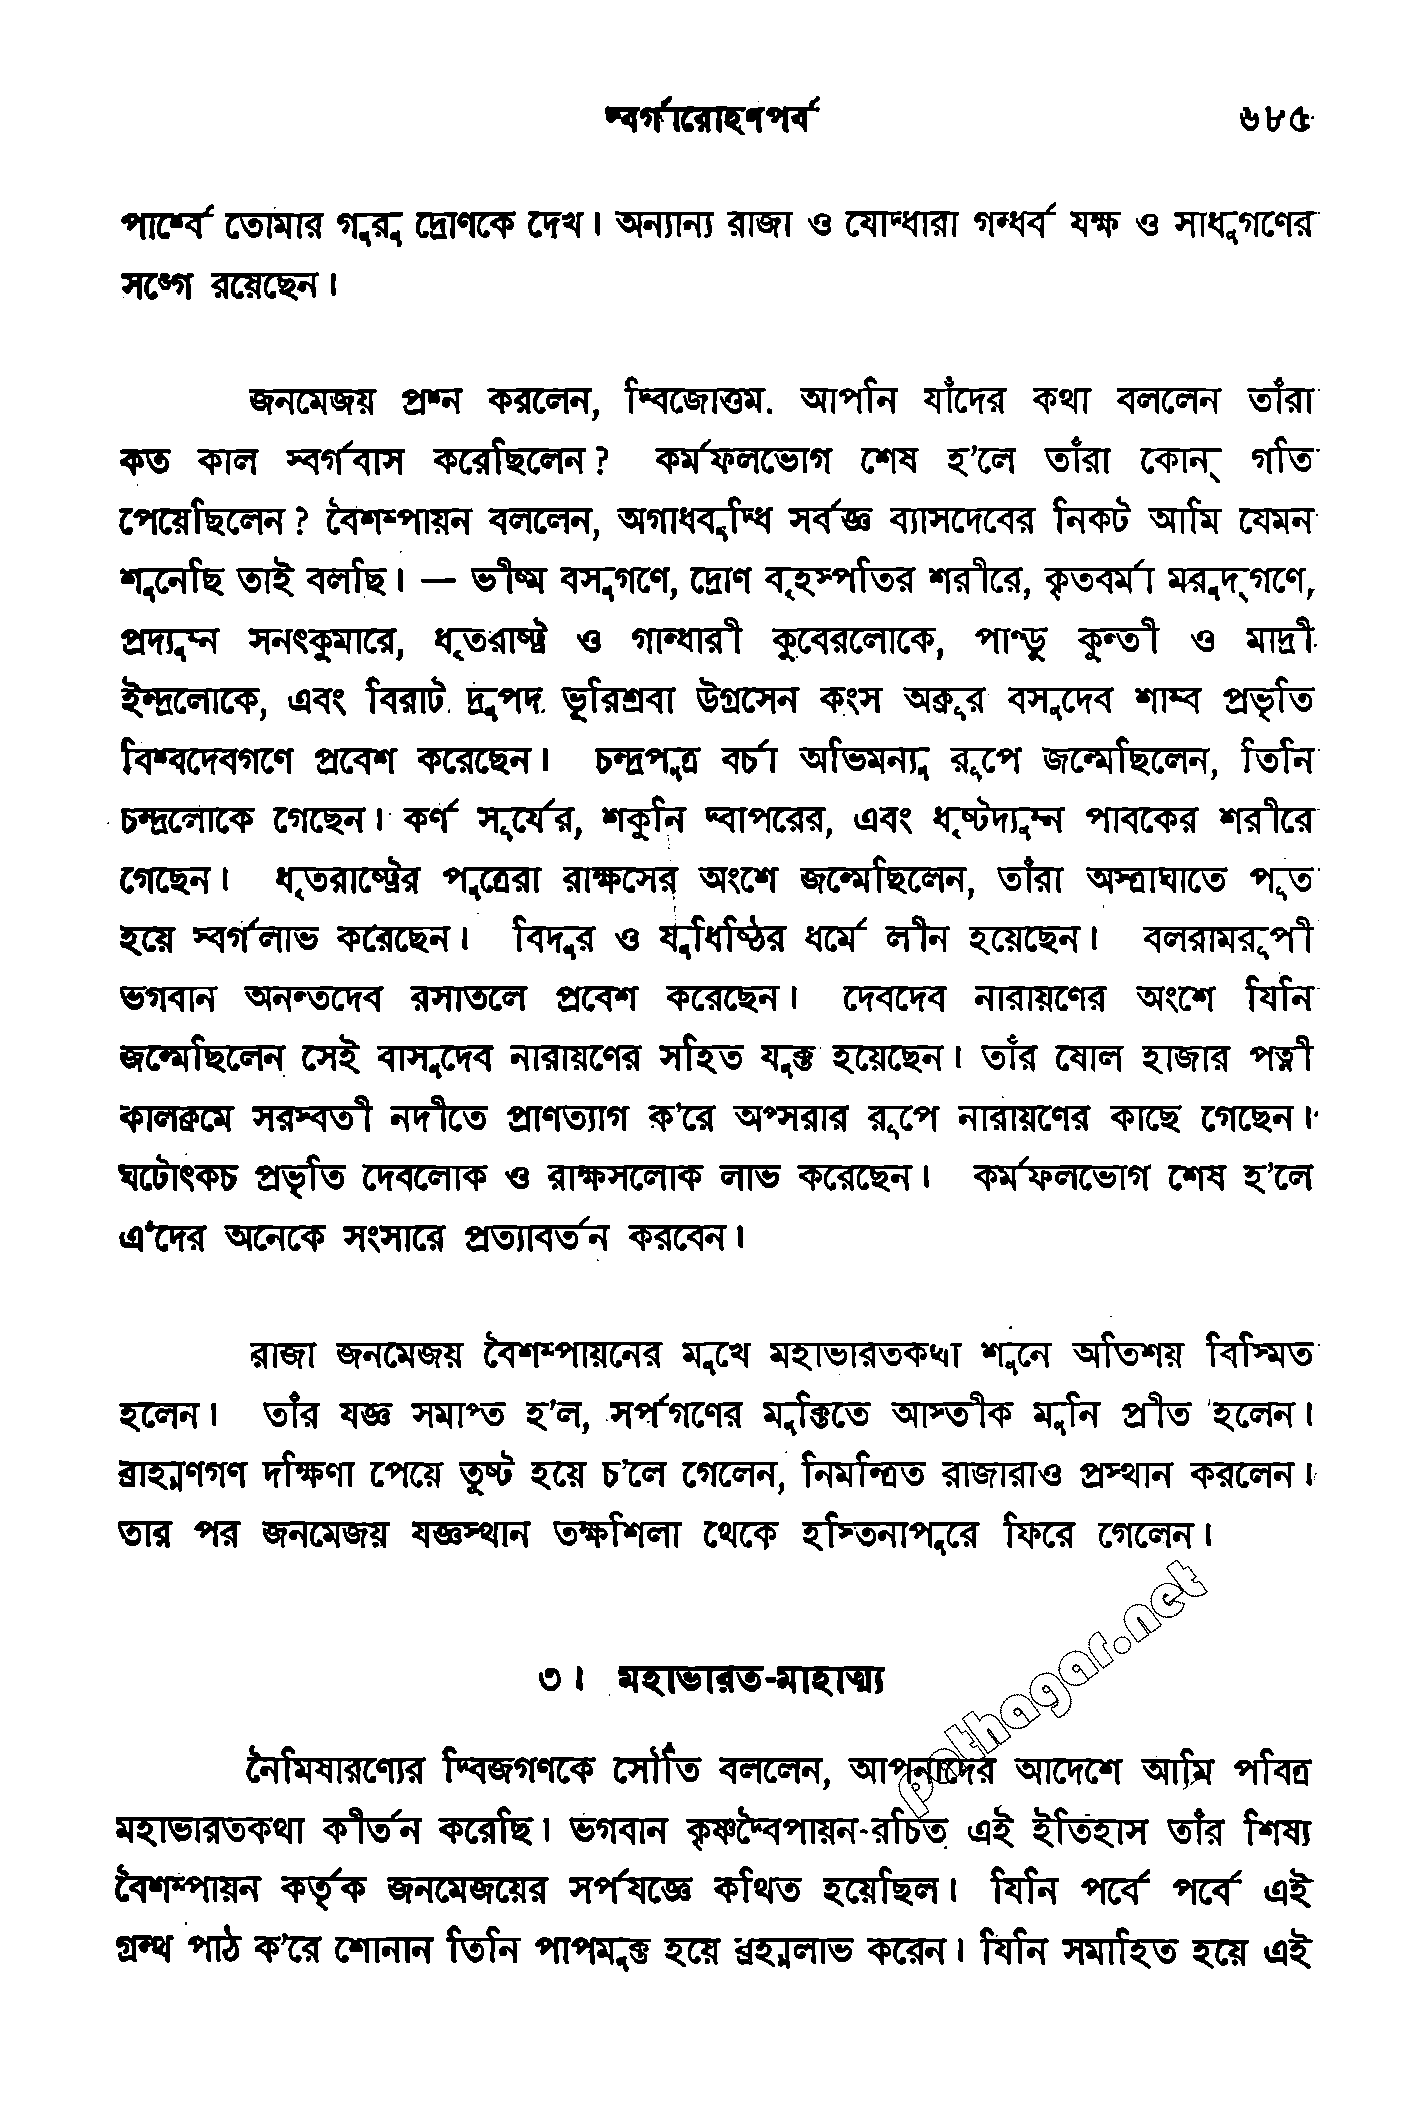 স্বর্গারোহণপর্ব ৬৮৫
পার্শ্বে তোমার গুরু দ্রোণকে দেখ। অন্যান্য রাজা ও যোদ্ধারা গন্ধর্ব যক্ষ ও সাধুগণের
সঙ্গে রয়েছেন।
জনমেজয় প্রশ্ন করলেন, দ্বিজোত্তম. আপনি যাঁদের কথা বললেন তাঁরা
কত কাল স্বর্গবাস করেছিলেন? কর্মফলভোগ শেষ হ'লে তাঁরা কোন্ গতি
পেয়েছিলেন? বৈশম্পায়ন বললেন, অগাধবুদ্ধি সর্বজ্ঞ ব্যাসদেবের নিকট আমি যেমন
শুনেছি তাই বলছি। — ভীষ্ম বসুগণে, দ্রোণ বৃহস্পতির শরীরে, কৃতবর্মা মরুদ্‌গণে,
প্রদ্যুম্ন সনৎকুমারে, ধৃতরাষ্ট্র ও গান্ধারী কুবেরলোকে, পাণ্ডু কুন্তী ও মাদ্রী
ইন্দ্রলোকে, এবং বিরাট দ্রুপদ ভূরিশ্রবা উগ্রসেন কংস অক্রূর বসুদেব শাম্ব প্রভৃতি
বিশ্বদেবগণে প্রবেশ করেছেন। চন্দ্রপুত্র বর্চা অভিমন্যু রূপে জন্মেছিলেন, তিনি
চন্দ্রলোকে গেছেন। কর্ণ সূর্যের, শকুনি দ্বাপরের, এবং ধৃষ্টদ্যুম্ন পাবকের শরীরে
গেছেন। ধৃতরাষ্ট্রের পুত্রেরা রাক্ষসের অংশে জন্মেছিলেন, তাঁরা অস্ত্রাঘাতে পূত
হয়ে স্বর্গলাভ করেছেন। বিদুর ও যুধিষ্ঠির ধর্মে লীন হয়েছেন। বলরামরূপী
ভগবান অনন্তদেব রসাতলে প্রবেশ করেছেন। দেবদেব নারায়ণের অংশে যিনি
জন্মেছিলেন সেই বাসুদেব নারায়ণের সহিত যুক্ত হয়েছেন। তাঁর ষোল হাজার পত্নী
কালক্রমে সরস্বতী নদীতে প্রাণত্যাগ ক'রে অপ্সরার রূপে নারায়ণের কাছে গেছেন।
ঘটোৎকচ প্রভৃতি দেবলোক ও রাক্ষসলোক লাভ করেছেন। কর্মফলভোগ শেষ হ'লে
এঁদের অনেকে সংসারে প্রত্যাবর্তন করবেন।
রাজা জনমেজয় বৈশম্পায়নের মুখে মহাভারতকথা শুনে অতিশয় বিস্মিত
হলেন। তাঁর যজ্ঞ সমাপ্ত হ'ল, সর্পগণের মুক্তিতে আস্তীক মুনি প্রীত হলেন।
ব্রাহ্মণগণ দক্ষিণা পেয়ে তুষ্ট হয়ে চ'লে গেলেন, নিমন্ত্রিত রাজারাও প্রস্থান করলেন।
তার পর জনমেজয় যজ্ঞস্থান তক্ষশিলা থেকে হস্তিনাপুরে ফিরে গেলেন।
৩। মহাভারত-মাহাত্ম্য
নৈমিষারণ্যের দ্বিজগণকে সৌতি বললেন, আপনাদের আদেশে আমি পবিত্র
মহাভারতকথা কীর্তন করেছি। ভগবান কৃষ্ণদ্বৈপায়ন-রচিত এই ইতিহাস তাঁর শিষ্য
বৈশম্পায়ন কর্তৃক জনমেজয়ের সর্পযজ্ঞে কথিত হয়েছিল। যিনি পর্বে পর্বে এই
গ্রন্থ পাঠ ক'রে শোনান তিনি পাপমুক্ত হয়ে ব্রহ্মলাভ করেন। যিনি সমাহিত হয়ে এই
pathagar.net